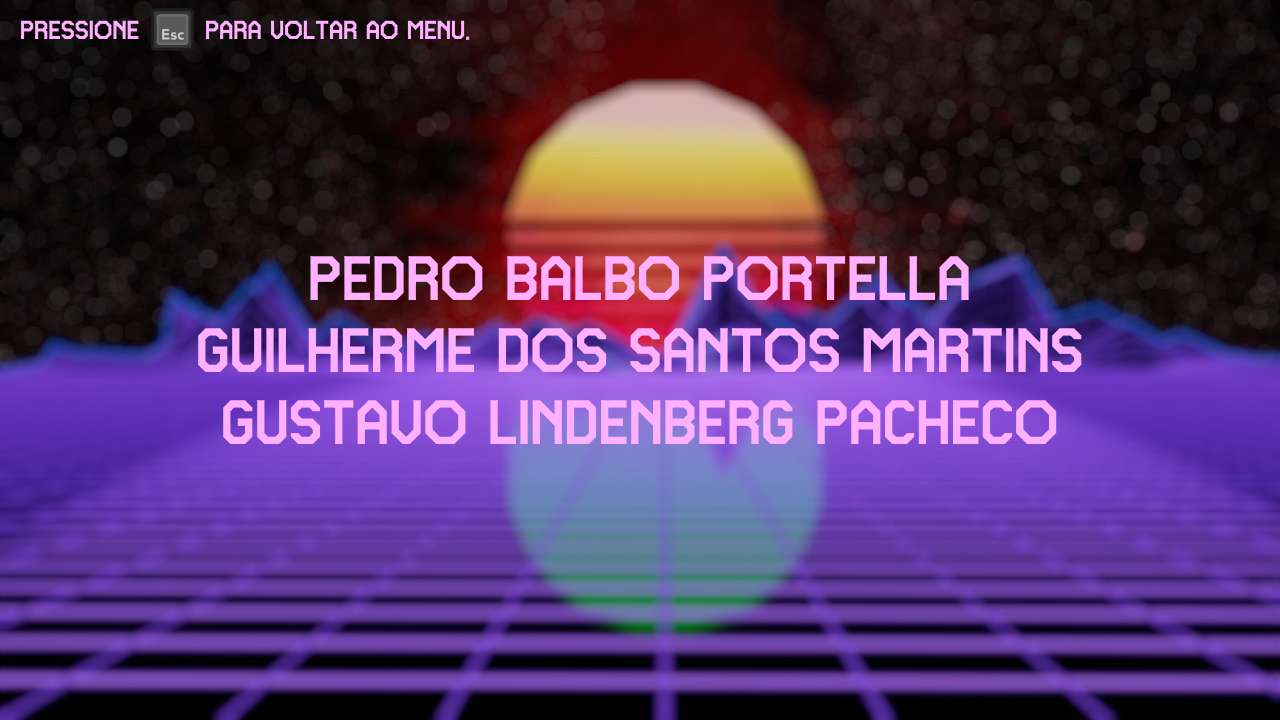 PRESSIONE Esc PARA VOLTAR AO MENU.
PEDRO BALBO PORTELLA
GUILHERME DOS SANTOS MARTINS
GUSTAVO LINDENBERG PACHECO